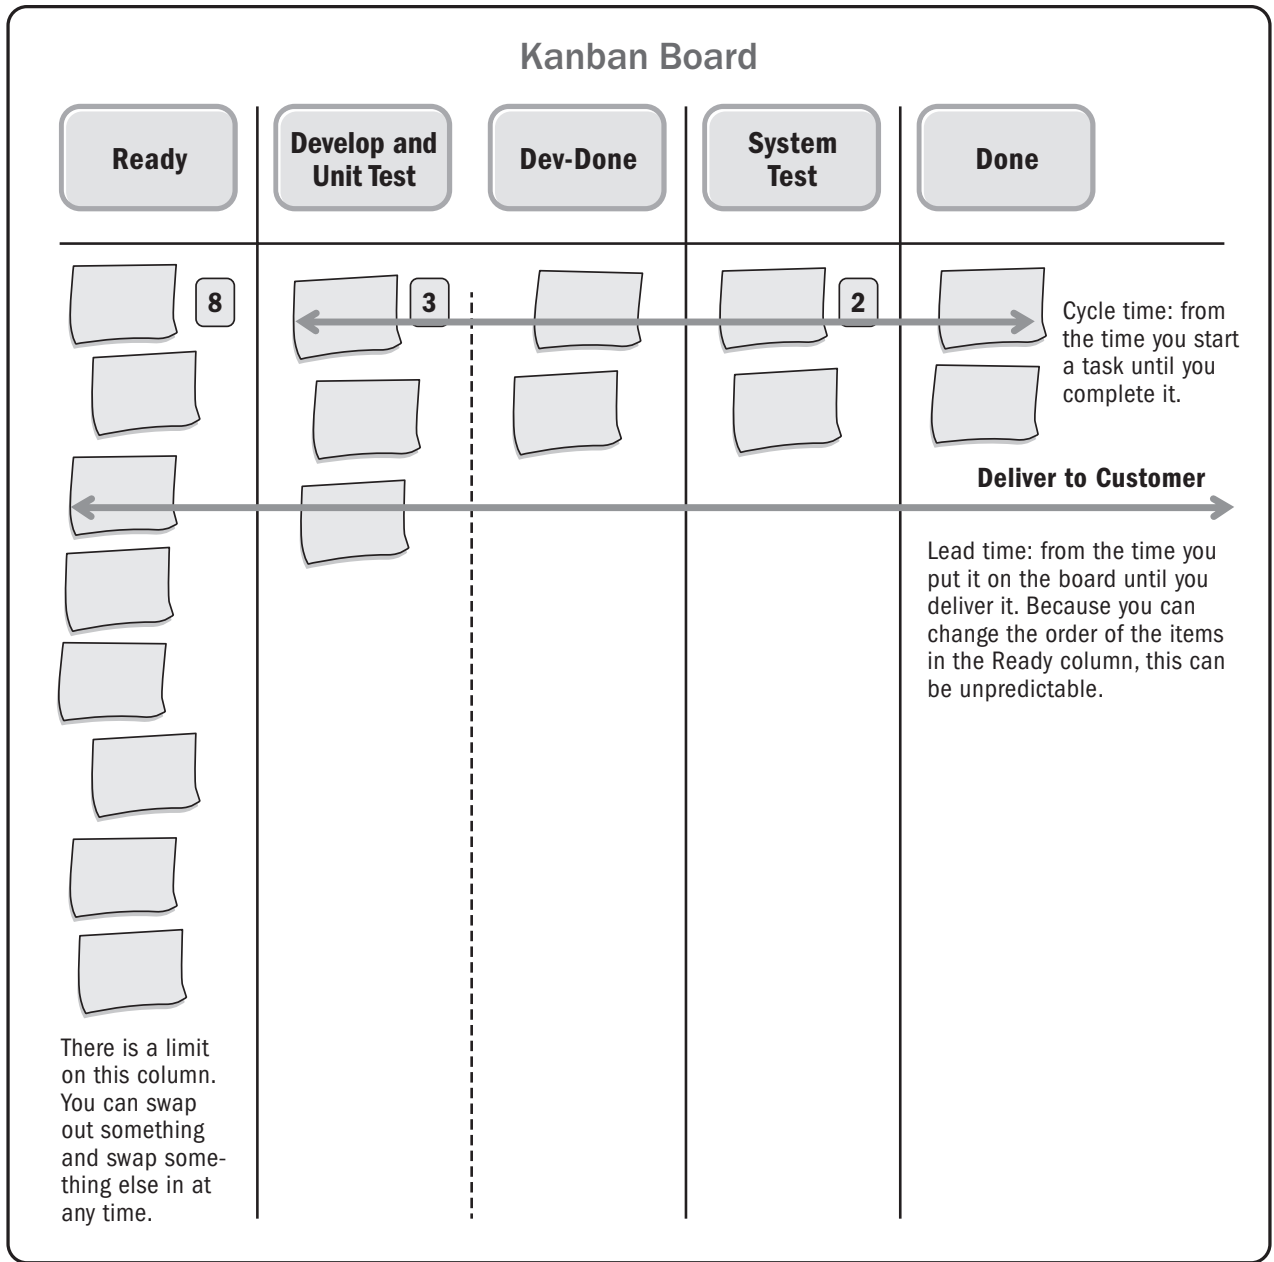 Kanban Board
Ready
Develop and
Unit Test
Dev-Done
System
Test
Done
8
3
2
Cycle time: from
the time you start
a task until you
complete it.
Deliver to Customer
Lead time: from the time you
put it on the board until you
deliver it. Because you can
change the order of the items
in the Ready column, this can
be unpredictable.
There is a limit
on this column.
You can swap
out something
and swap some-
thing else in at
any time.